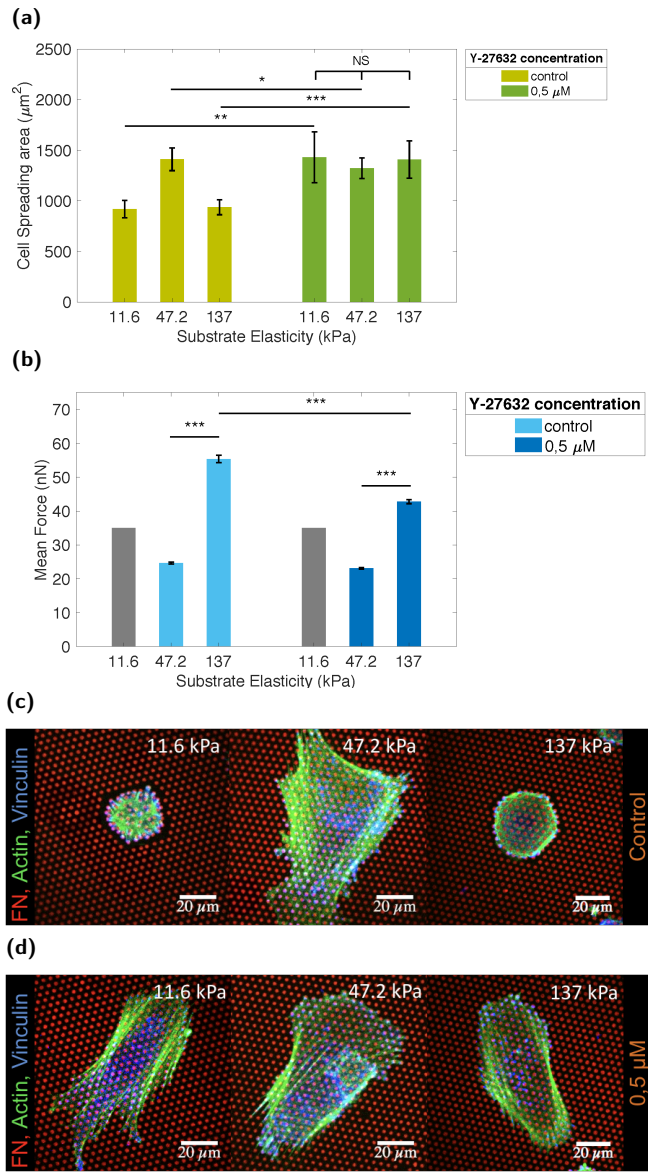 (a)
2500
2000
1500
1000
500
0
Cell Spreading area (μm²)
NS
*
***
**
11.6 47.2 137 11.6 47.2 137
Substrate Elasticity (kPa)
Y-27632 concentration
control
0,5 μM
(b)
70
60
50
40
30
20
10
0
Mean Force (nN)
***
***
***
11.6 47.2 137 11.6 47.2 137
Substrate Elasticity (kPa)
Y-27632 concentration
control
0,5 μM
(c)
FN, Actin, Vinculin
11.6 kPa
20 μm
47.2 kPa
20 μm
137 kPa
20 μm
Control
(d)
FN, Actin, Vinculin
11.6 kPa
20 μm
47.2 kPa
20 μm
137 kPa
20 μm
0,5 μM